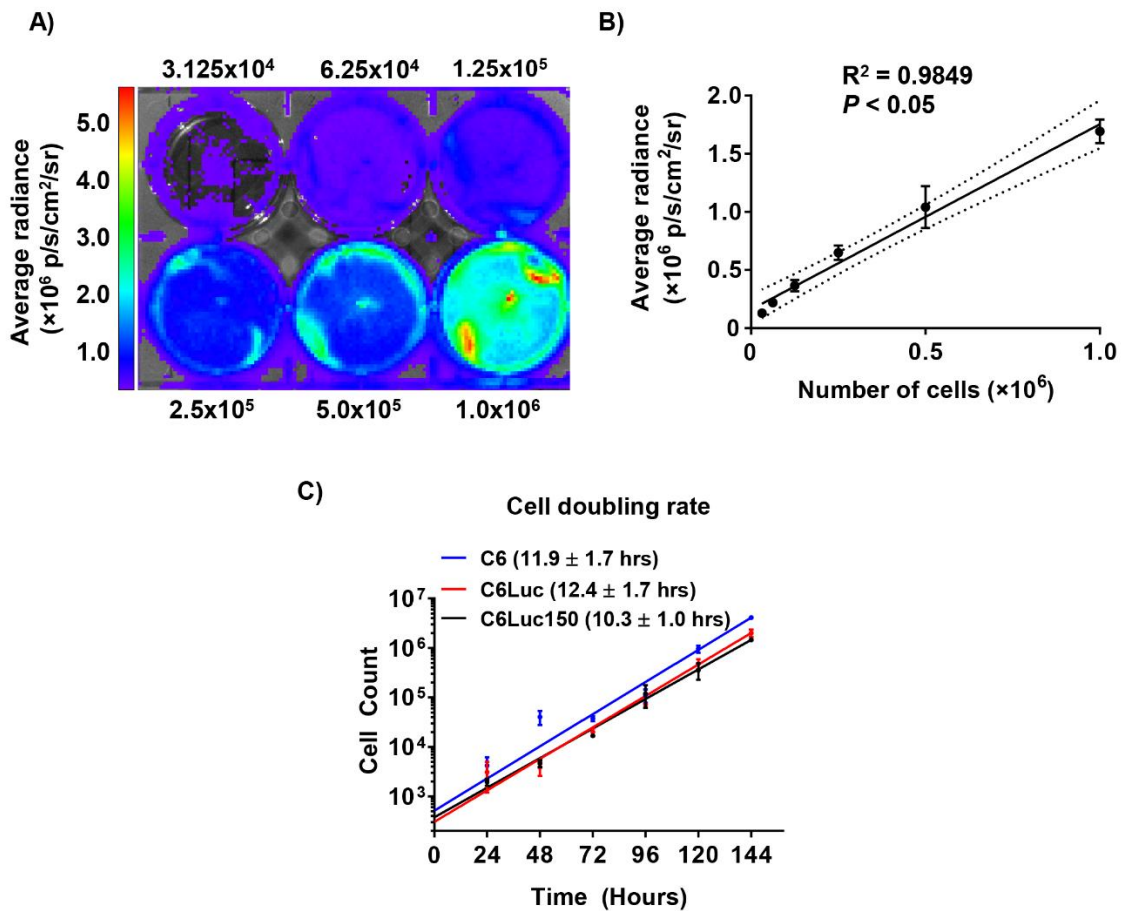 A)
3.125x10⁴ 6.25x10⁴ 1.25x10⁵
Average radiance
(×10⁶ p/s/cm²/sr)
5.0
4.0
3.0
2.0
1.0
2.5x10⁵ 5.0x10⁵ 1.0x10⁶
B)
R² = 0.9849
P < 0.05
Average radiance
(×10⁶ p/s/cm²/sr)
2.0
1.5
1.0
0.5
0
0 0.5 1.0
Number of cells (×10⁶)
C)
Cell doubling rate
C6 (11.9 ± 1.7 hrs)
C6Luc (12.4 ± 1.7 hrs)
C6Luc150 (10.3 ± 1.0 hrs)
Cell Count
10⁷
10⁶
10⁵
10⁴
10³
0 24 48 72 96 120 144
Time (Hours)